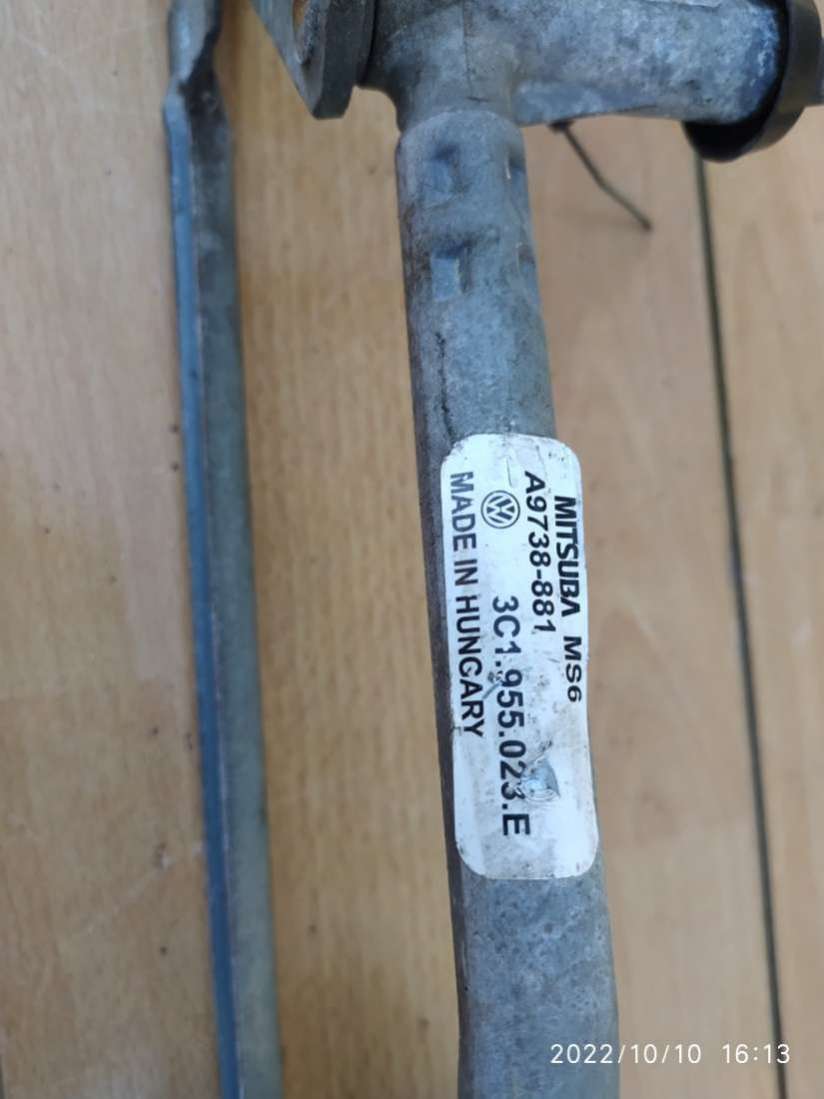 MITSUBA MS6
A9738-881
3C1.955.023.E
MADE IN HUNGARY
2022/10/10 16:13